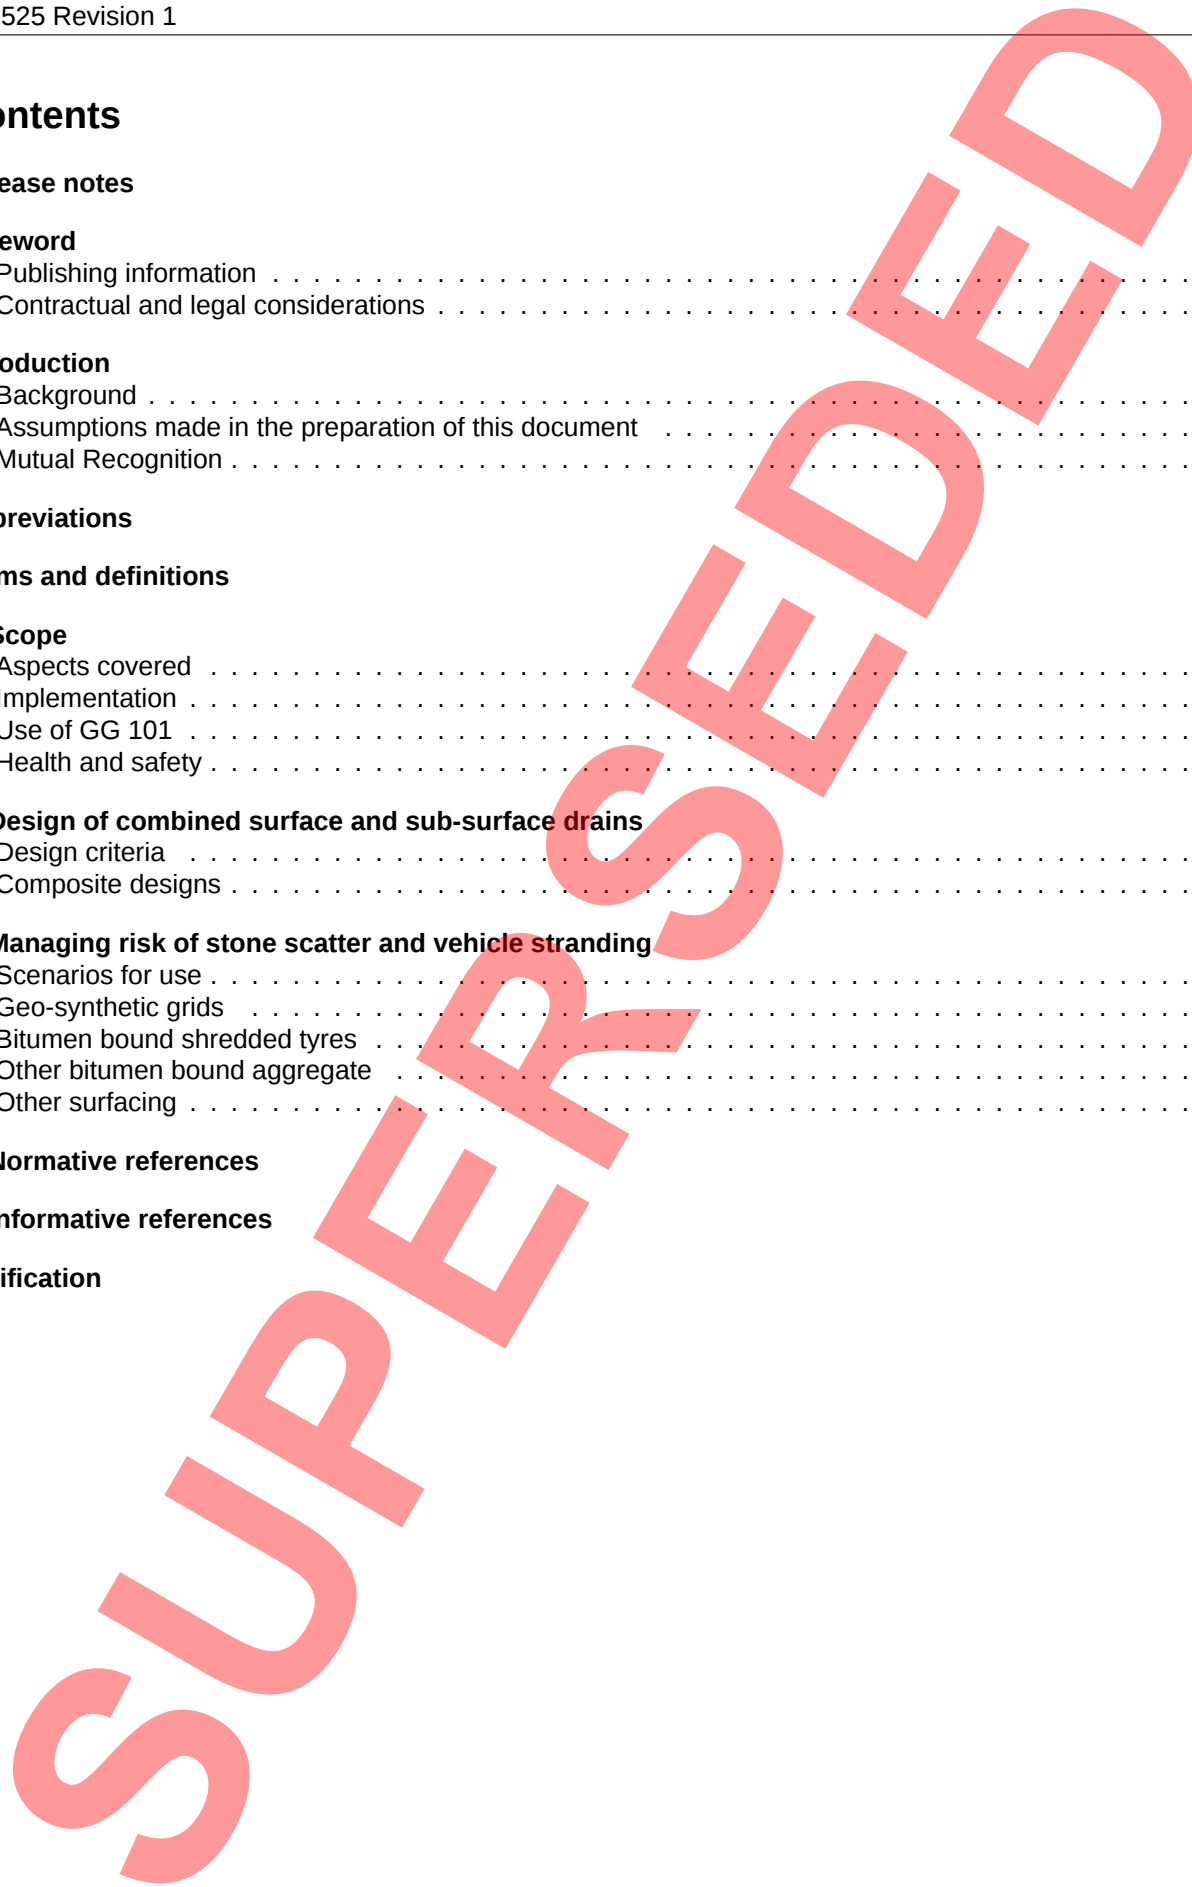 525 Revision 1
ontents
ease notes
eword
Publishing information . . . . . . . . . . . . . . . . . . . . . . . . . . . . . . . . . . . . . . . . . . . . .
Contractual and legal considerations . . . . . . . . . . . . . . . . . . . . . . . . . . . . . . . . . . . . .
oduction
Background . . . . . . . . . . . . . . . . . . . . . . . . . . . . . . . . . . . . . . . . . . . . . . . . . . .
Assumptions made in the preparation of this document . . . . . . . . . . . . . . . . . . . . . . . . . .
Mutual Recognition . . . . . . . . . . . . . . . . . . . . . . . . . . . . . . . . . . . . . . . . . . . . . . .
breviations
ms and definitions
Scope
Aspects covered . . . . . . . . . . . . . . . . . . . . . . . . . . . . . . . . . . . . . . . . . . . . . . . .
Implementation . . . . . . . . . . . . . . . . . . . . . . . . . . . . . . . . . . . . . . . . . . . . . . . . .
Use of GG 101 . . . . . . . . . . . . . . . . . . . . . . . . . . . . . . . . . . . . . . . . . . . . . . . . .
Health and safety . . . . . . . . . . . . . . . . . . . . . . . . . . . . . . . . . . . . . . . . . . . . . . . .
Design of combined surface and sub-surface drains
Design criteria . . . . . . . . . . . . . . . . . . . . . . . . . . . . . . . . . . . . . . . . . . . . . . . . .
Composite designs . . . . . . . . . . . . . . . . . . . . . . . . . . . . . . . . . . . . . . . . . . . . . . .
Managing risk of stone scatter and vehicle stranding
Scenarios for use . . . . . . . . . . . . . . . . . . . . . . . . . . . . . . . . . . . . . . . . . . . . . . . .
Geo-synthetic grids . . . . . . . . . . . . . . . . . . . . . . . . . . . . . . . . . . . . . . . . . . . . . .
Bitumen bound shredded tyres . . . . . . . . . . . . . . . . . . . . . . . . . . . . . . . . . . . . . . . .
Other bitumen bound aggregate . . . . . . . . . . . . . . . . . . . . . . . . . . . . . . . . . . . . . . .
Other surfacing . . . . . . . . . . . . . . . . . . . . . . . . . . . . . . . . . . . . . . . . . . . . . . . . .
Normative references
Informative references
ification
SUPERSEDED